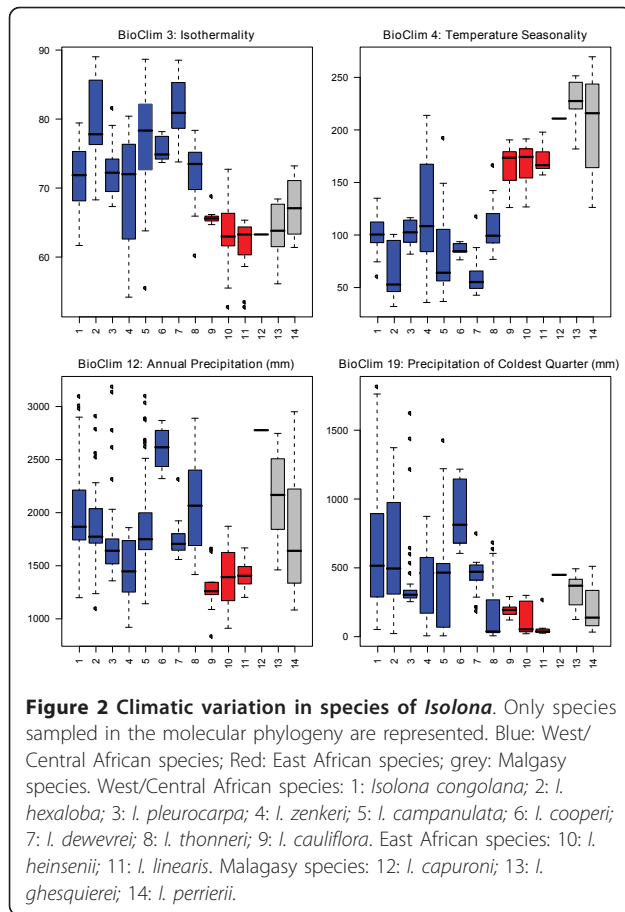 BioClim 3: Isothermality
90
80
70
60
1 2 3 4 5 6 7 8 9 10 11 12 13 14
BioClim 4: Temperature Seasonality
250
200
150
100
50
1 2 3 4 5 6 7 8 9 10 11 12 13 14
BioClim 12: Annual Precipitation (mm)
3000
2500
2000
1500
1000
1 2 3 4 5 6 7 8 9 10 11 12 13 14
BioClim 19: Precipitation of Coldest Quarter (mm)
1500
1000
500
0
1 2 3 4 5 6 7 8 9 10 11 12 13 14
Figure 2 Climatic variation in species of Isolona. Only species
sampled in the molecular phylogeny are represented. Blue: West/
Central African species; Red: East African species; grey: Malgasy
species. West/Central African species: 1: Isolona congolana; 2: I.
hexaloba; 3: I. pleurocarpa; 4: I. zenkeri; 5: I. campanulata; 6: I. cooperi;
7: I. dewevrei; 8: I. thonneri; 9: I. cauliflora. East African species: 10: I.
heinsenii; 11: I. linearis. Malagasy species: 12: I. capuroni; 13: I.
ghesquierei; 14: I. perrierii.